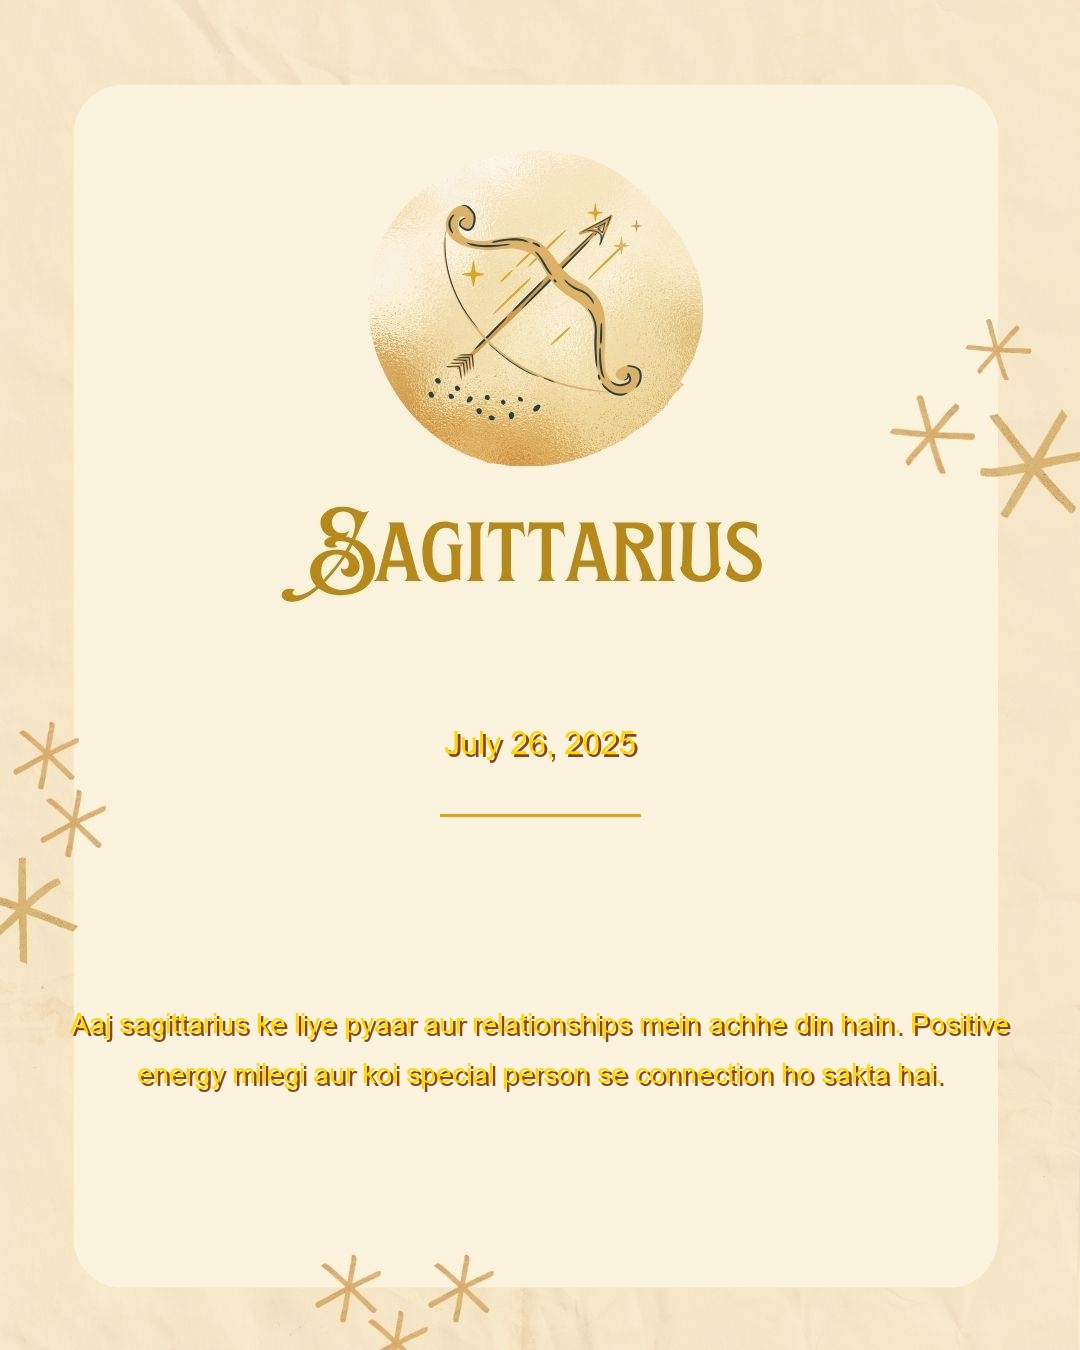 Sagittarius
July 26, 2025
Aaj sagittarius ke liye pyaar aur relationships mein achhe din hain. Positive
energy milegi aur koi special person se connection ho sakta hai.